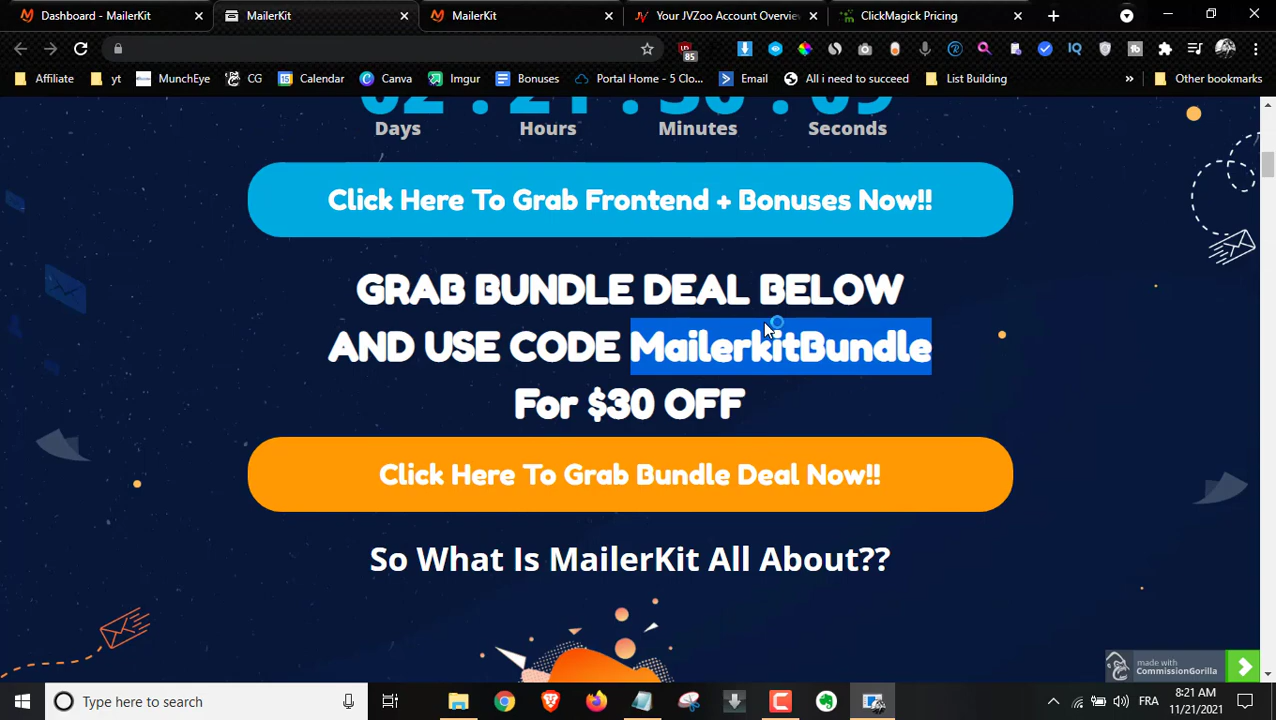 Dashboard - MailerKit
MailerKit
MailerKit
Your JVZoo Account Overview
ClickMagick Pricing
85
Affiliate
yt
MunchEye
CG
Calendar
Canva
Imgur
Bonuses
Portal Home - 5 Clo...
Email
All i need to succeed
List Building
Other bookmarks
Days
Hours
Minutes
Seconds
Click Here To Grab Frontend + Bonuses Now!!
GRAB BUNDLE DEAL BELOW
AND USE CODE MailerkitBundle
For $30 OFF
Click Here To Grab Bundle Deal Now!!
So What Is MailerKit All About??
made with
COMMISSIONGORILLA
Type here to search
FRA
8:21 AM
11/21/2021